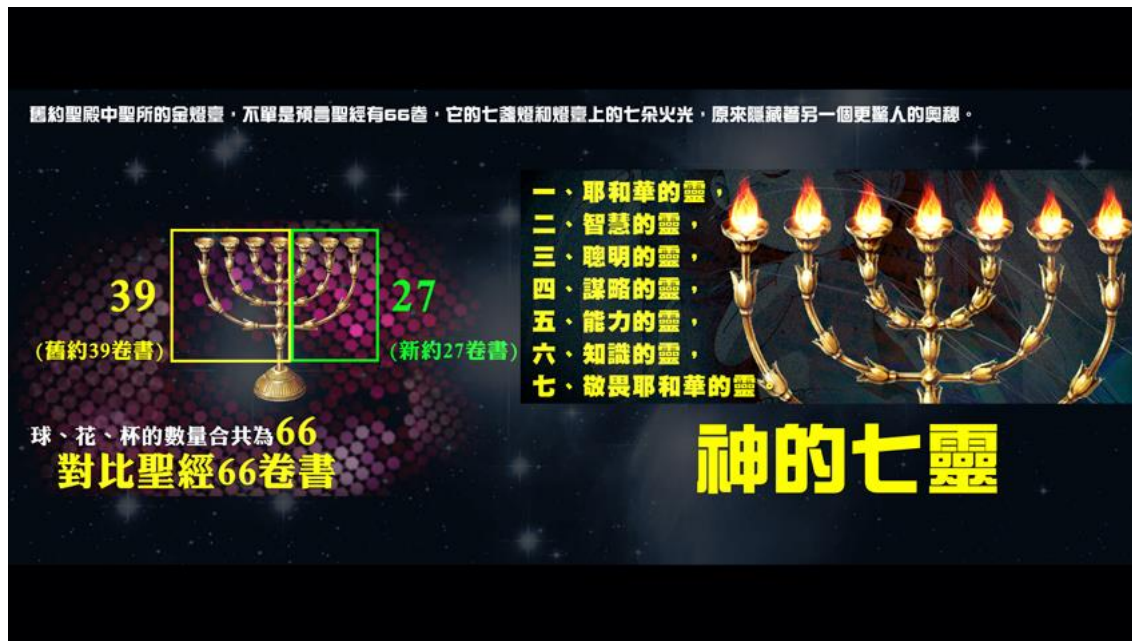 舊約聖殿中聖所的金燈臺，不單是預言聖經有66卷，它的七盞燈和燈臺上的七朵火光，原來隱藏著另一個更驚人的奧秘。
39
(舊約39卷書)
27
(新約27卷書)
球、花、杯的數量合共為66
對比聖經66卷書
一、耶和華的靈，
二、智慧的靈，
三、聰明的靈，
四、謀略的靈，
五、能力的靈，
六、知識的靈，
七、敬畏耶和華的靈。
神的七靈